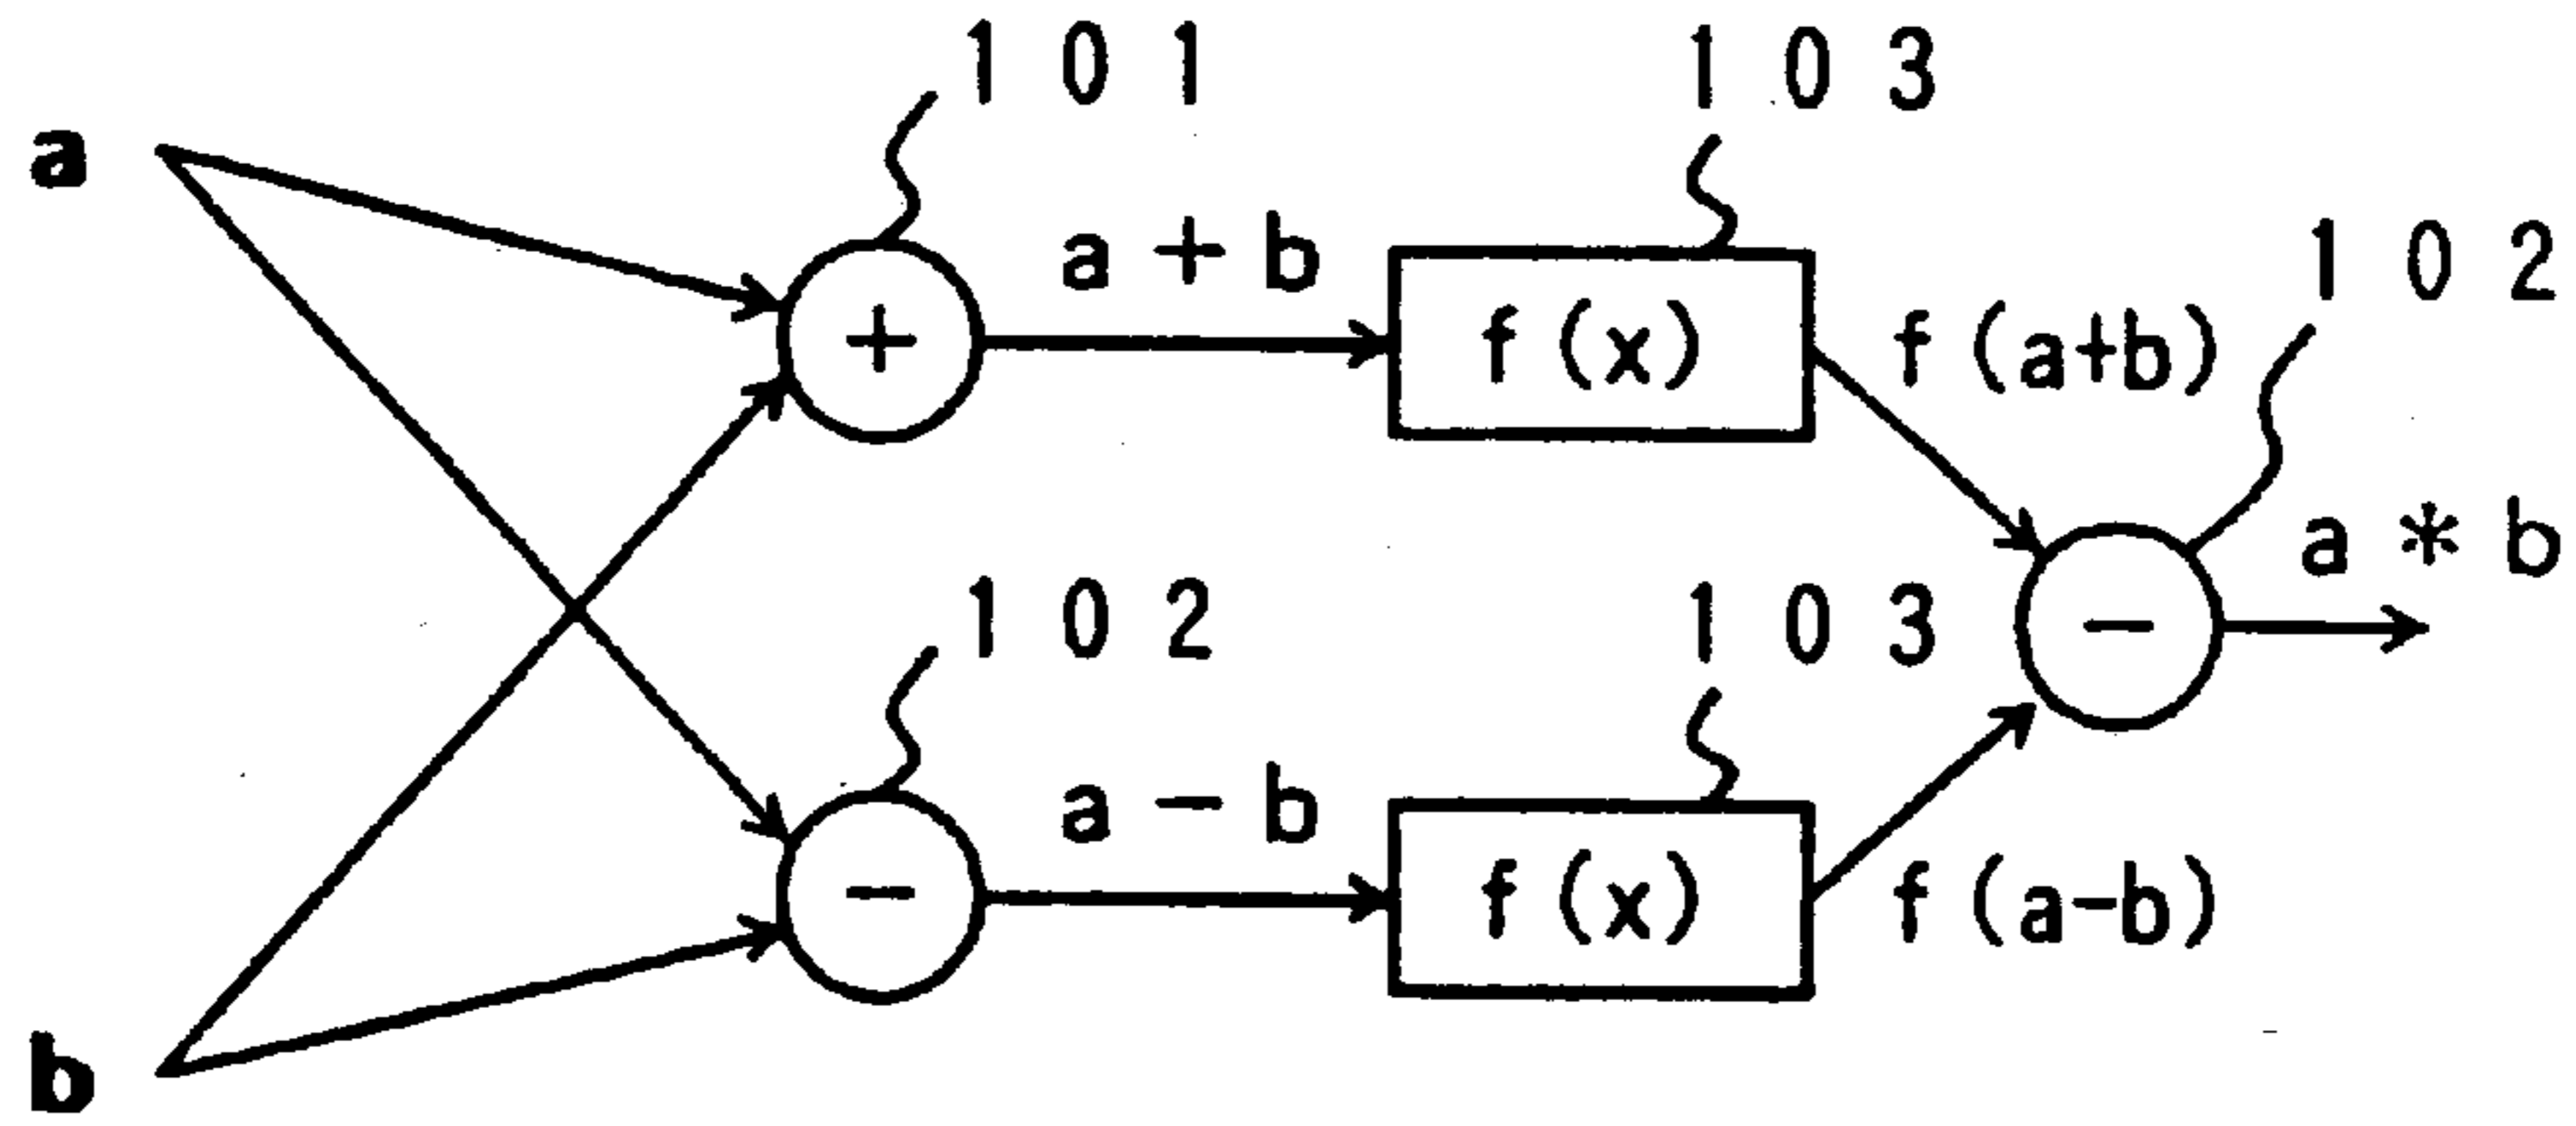 101
103
a
a + b
102
+
f (x)
f (a+b)
a * b
102
103
−
a − b
−
f (x)
f (a−b)
b